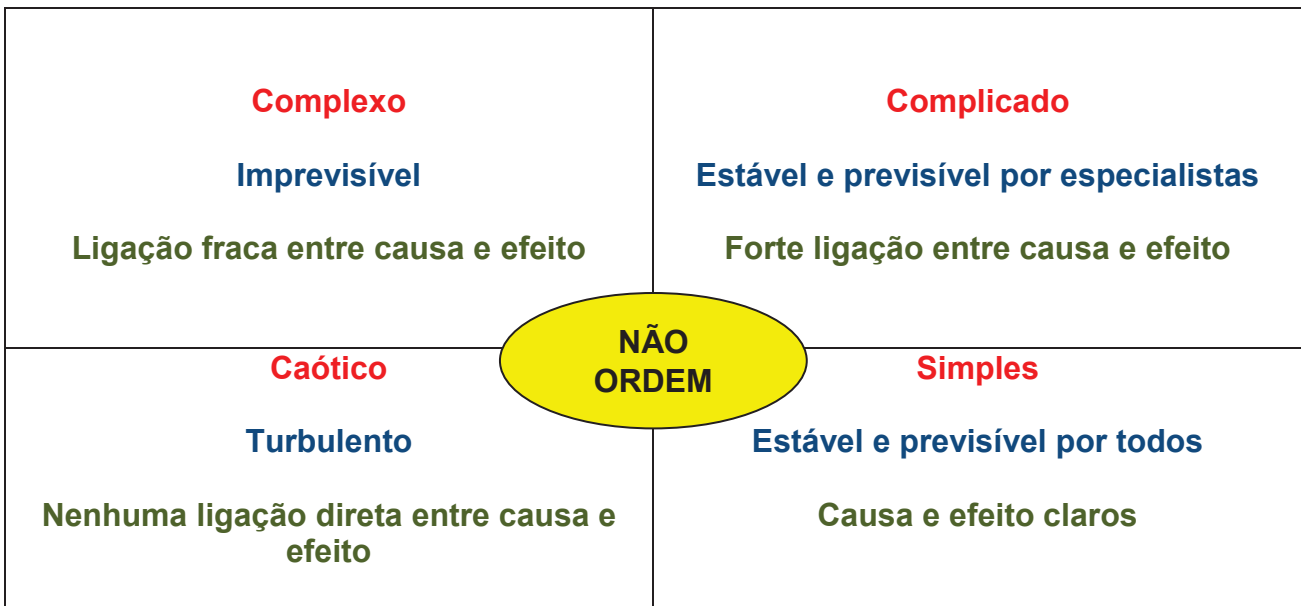 Complexo
Imprevisível
Ligação fraca entre causa e efeito
Complicado
Estável e previsível por especialistas
Forte ligação entre causa e efeito
NÃO
ORDEM
Caótico
Turbulento
Nenhuma ligação direta entre causa e
efeito
Simples
Estável e previsível por todos
Causa e efeito claros